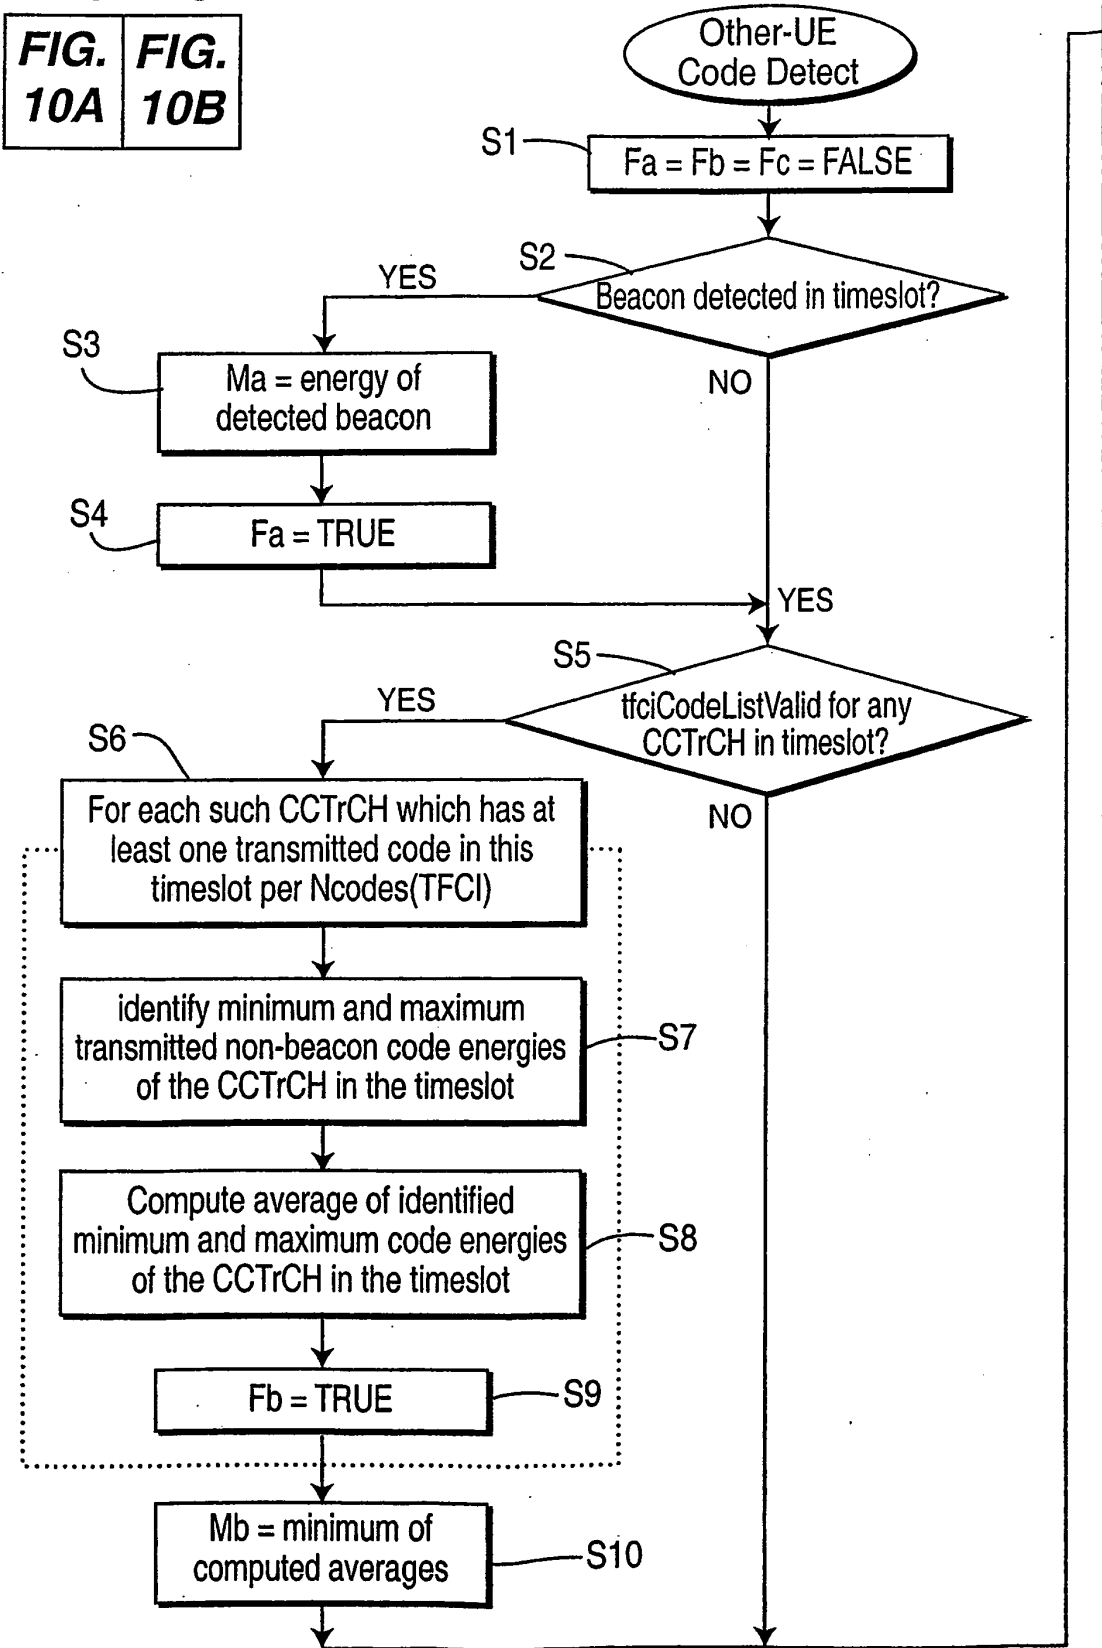 FIG. 10A
FIG. 10B
Other-UE
Code Detect
S1
Fa = Fb = Fc = FALSE
S2
Beacon detected in timeslot?
YES
NO
S3
Ma = energy of
detected beacon
S4
Fa = TRUE
YES
S5
tfciCodeListValid for any
CCTrCH in timeslot?
YES
NO
S6
For each such CCTrCH which has at
least one transmitted code in this
timeslot per Ncodes(TFCI)
identify minimum and maximum
transmitted non-beacon code energies
of the CCTrCH in the timeslot
S7
Compute average of identified
minimum and maximum code energies
of the CCTrCH in the timeslot
S8
Fb = TRUE
S9
Mb = minimum of
computed averages
S10